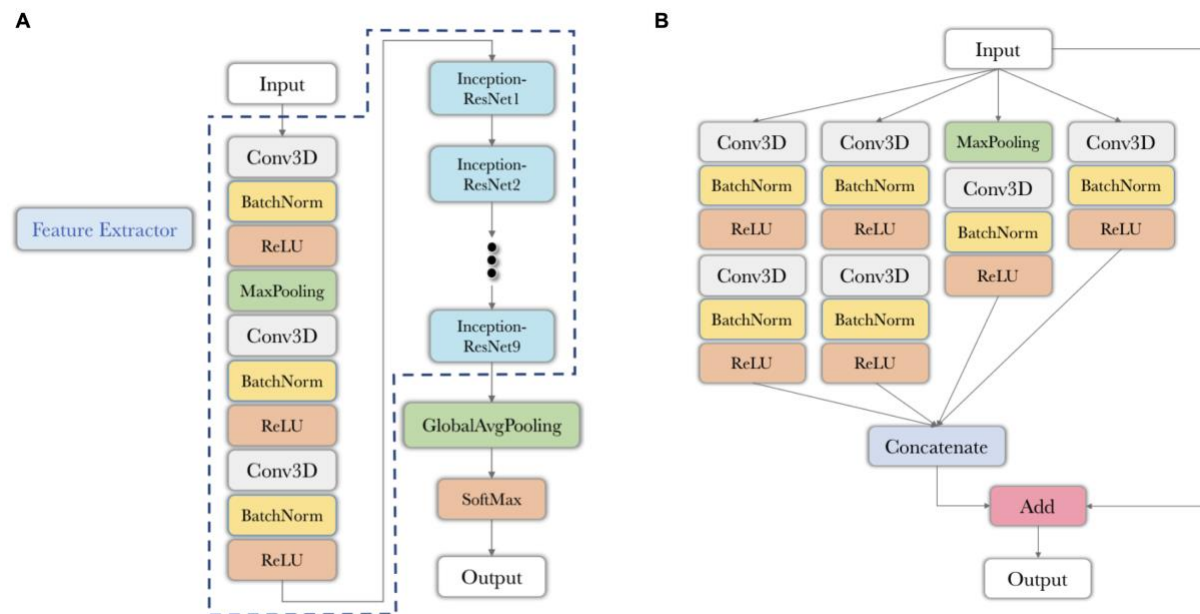 A
Input
Conv3D
BatchNorm
ReLU
MaxPooling
Conv3D
BatchNorm
ReLU
Conv3D
BatchNorm
ReLU
Feature Extractor
Inception-
ResNet1
Inception-
ResNet2
Inception-
ResNet9
GlobalAvgPooling
SoftMax
Output
B
Input
Conv3D
BatchNorm
ReLU
Conv3D
BatchNorm
ReLU
Conv3D
BatchNorm
ReLU
Conv3D
BatchNorm
ReLU
MaxPooling
Conv3D
BatchNorm
ReLU
Conv3D
BatchNorm
ReLU
Concatenate
Add
Output